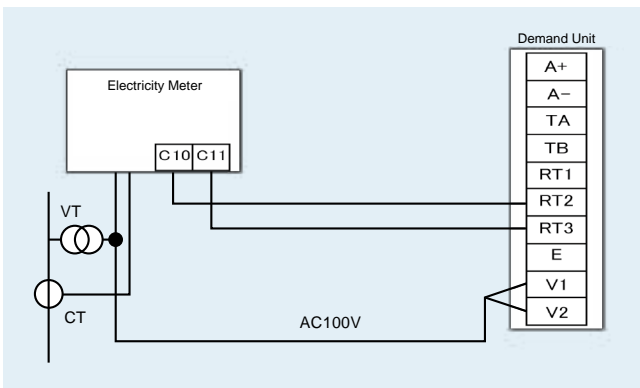 Demand Unit
Electricity Meter
C10 C11
VT
CT
AC100V
A+
A−
TA
TB
RT1
RT2
RT3
E
V1
V2